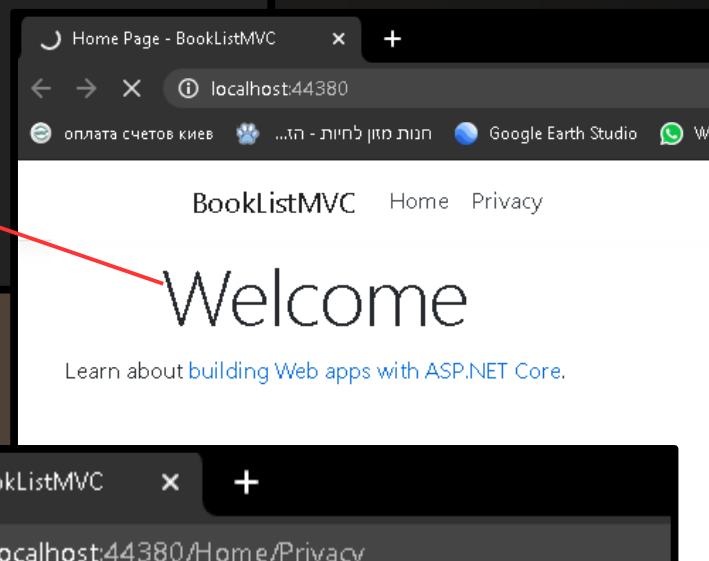 Home Page - BookListMVC
localhost:44380
оплата счетов киев
חנות מזון לחיות - הז...
Google Earth Studio
W
BookListMVC Home Privacy
Welcome
Learn about building Web apps with ASP.NET Core.
okListMVC
ocalhost:44380/Home/Privacy